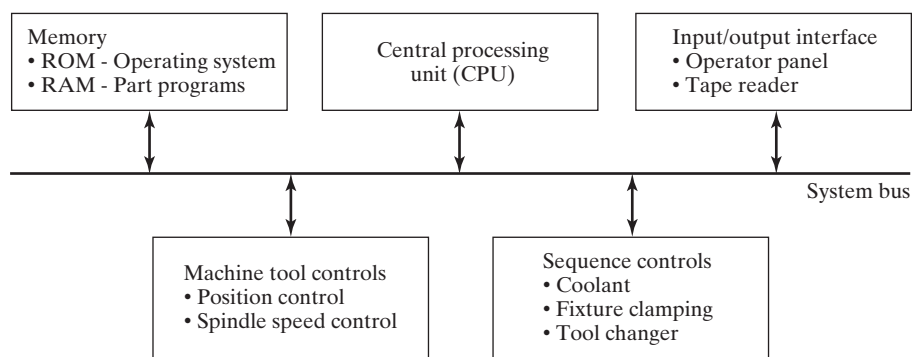 Memory
• ROM - Operating system
• RAM - Part programs
Central processing
unit (CPU)
Input/output interface
• Operator panel
• Tape reader
System bus
Machine tool controls
• Position control
• Spindle speed control
Sequence controls
• Coolant
• Fixture clamping
• Tool changer